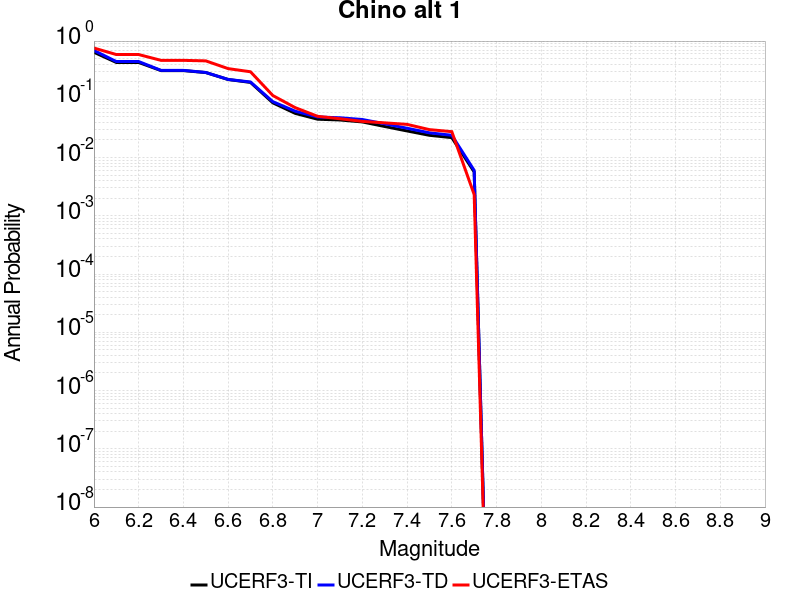 Chino alt 1
Annual Probability
10^0
10^-1
10^-2
10^-3
10^-4
10^-5
10^-6
10^-7
10^-8
6 6.2 6.4 6.6 6.8 7 7.2 7.4 7.6 7.8 8 8.2 8.4 8.6 8.8 9
Magnitude
UCERF3-TI UCERF3-TD UCERF3-ETAS